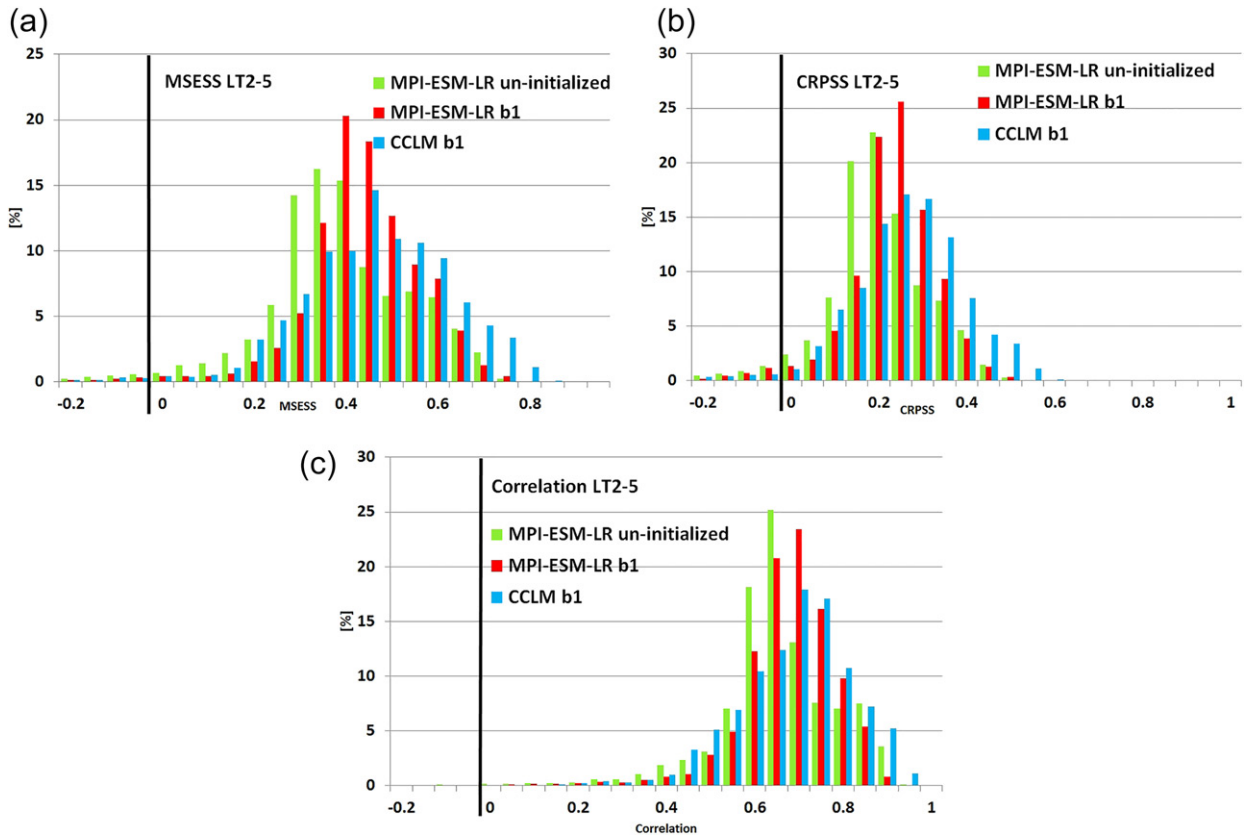 (a)
25
20
15
10
5
0
[%]
MSESS LT2-5
MPI-ESM-LR un-initialized
MPI-ESM-LR b1
CCLM b1
-0.2 0 0.2 0.4 0.6 0.8
MSESS
(b)
30
25
20
15
10
5
0
[%]
CRPSS LT2-5
MPI-ESM-LR un-initialized
MPI-ESM-LR b1
CCLM b1
-0.2 0 0.2 0.4 0.6 0.8 1
CRPSS
(c)
30
25
20
15
10
5
0
[%]
Correlation LT2-5
MPI-ESM-LR un-initialized
MPI-ESM-LR b1
CCLM b1
-0.2 0 0.2 0.4 0.6 0.8 1
Correlation